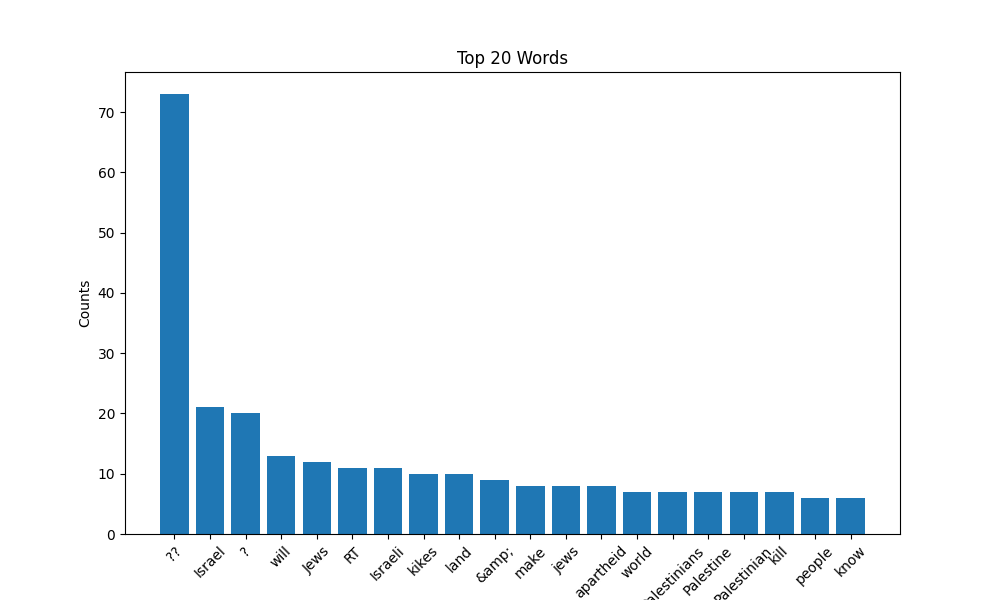 Top 20 Words
Counts
70
60
50
40
30
20
10
0
??
Israel
?
will
Jews
RT
Israeli
kikes
land
&amp;
make
jews
apartheid
world
alestinians
Palestine
Palestinian
kill
people
know